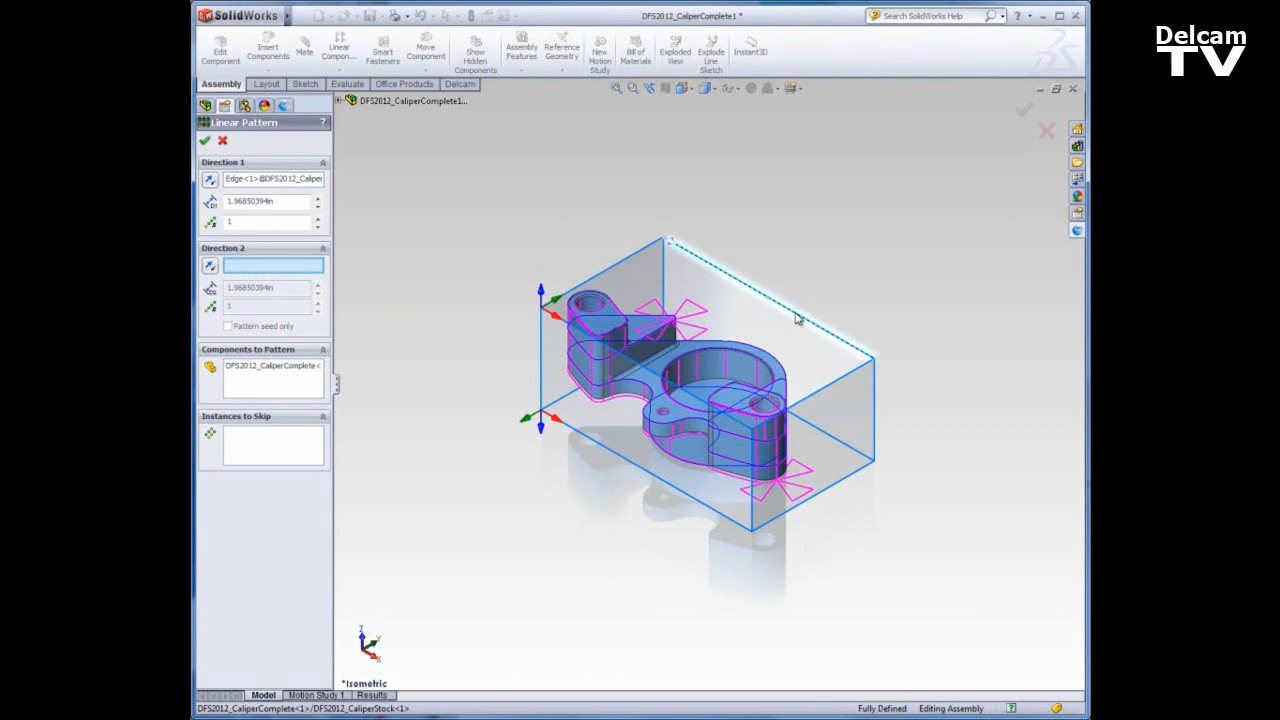 SolidWorks
DFS2012_CaliperComplete1 *
Search SolidWorks Help
?
Delcam
TV
Edit Component
Insert Components
Mate
Linear Compon...
Smart Fasteners
Move Component
Show Hidden Components
Assembly Features
Reference Geometry
New Motion Study
Bill of Materials
Exploded View
Explode Line Sketch
Instant3D
Assembly
Layout
Sketch
Evaluate
Office Products
Delcam
DFS2012_CaliperComplete1...
Linear Pattern
?
Direction 1
Edge<1>@DFS2012_Caliper
D1
1.96850394in
1
Direction 2
D2
1.96850394in
1
Pattern seed only
Components to Pattern
DFS2012_CaliperComplete<
Instances to Skip
Z
Y
X
*Isometric
Model
Motion Study 1
Results
DFS2012_CaliperComplete<1>/DFS2012_CaliperStock<1>
Fully Defined
Editing Assembly
?